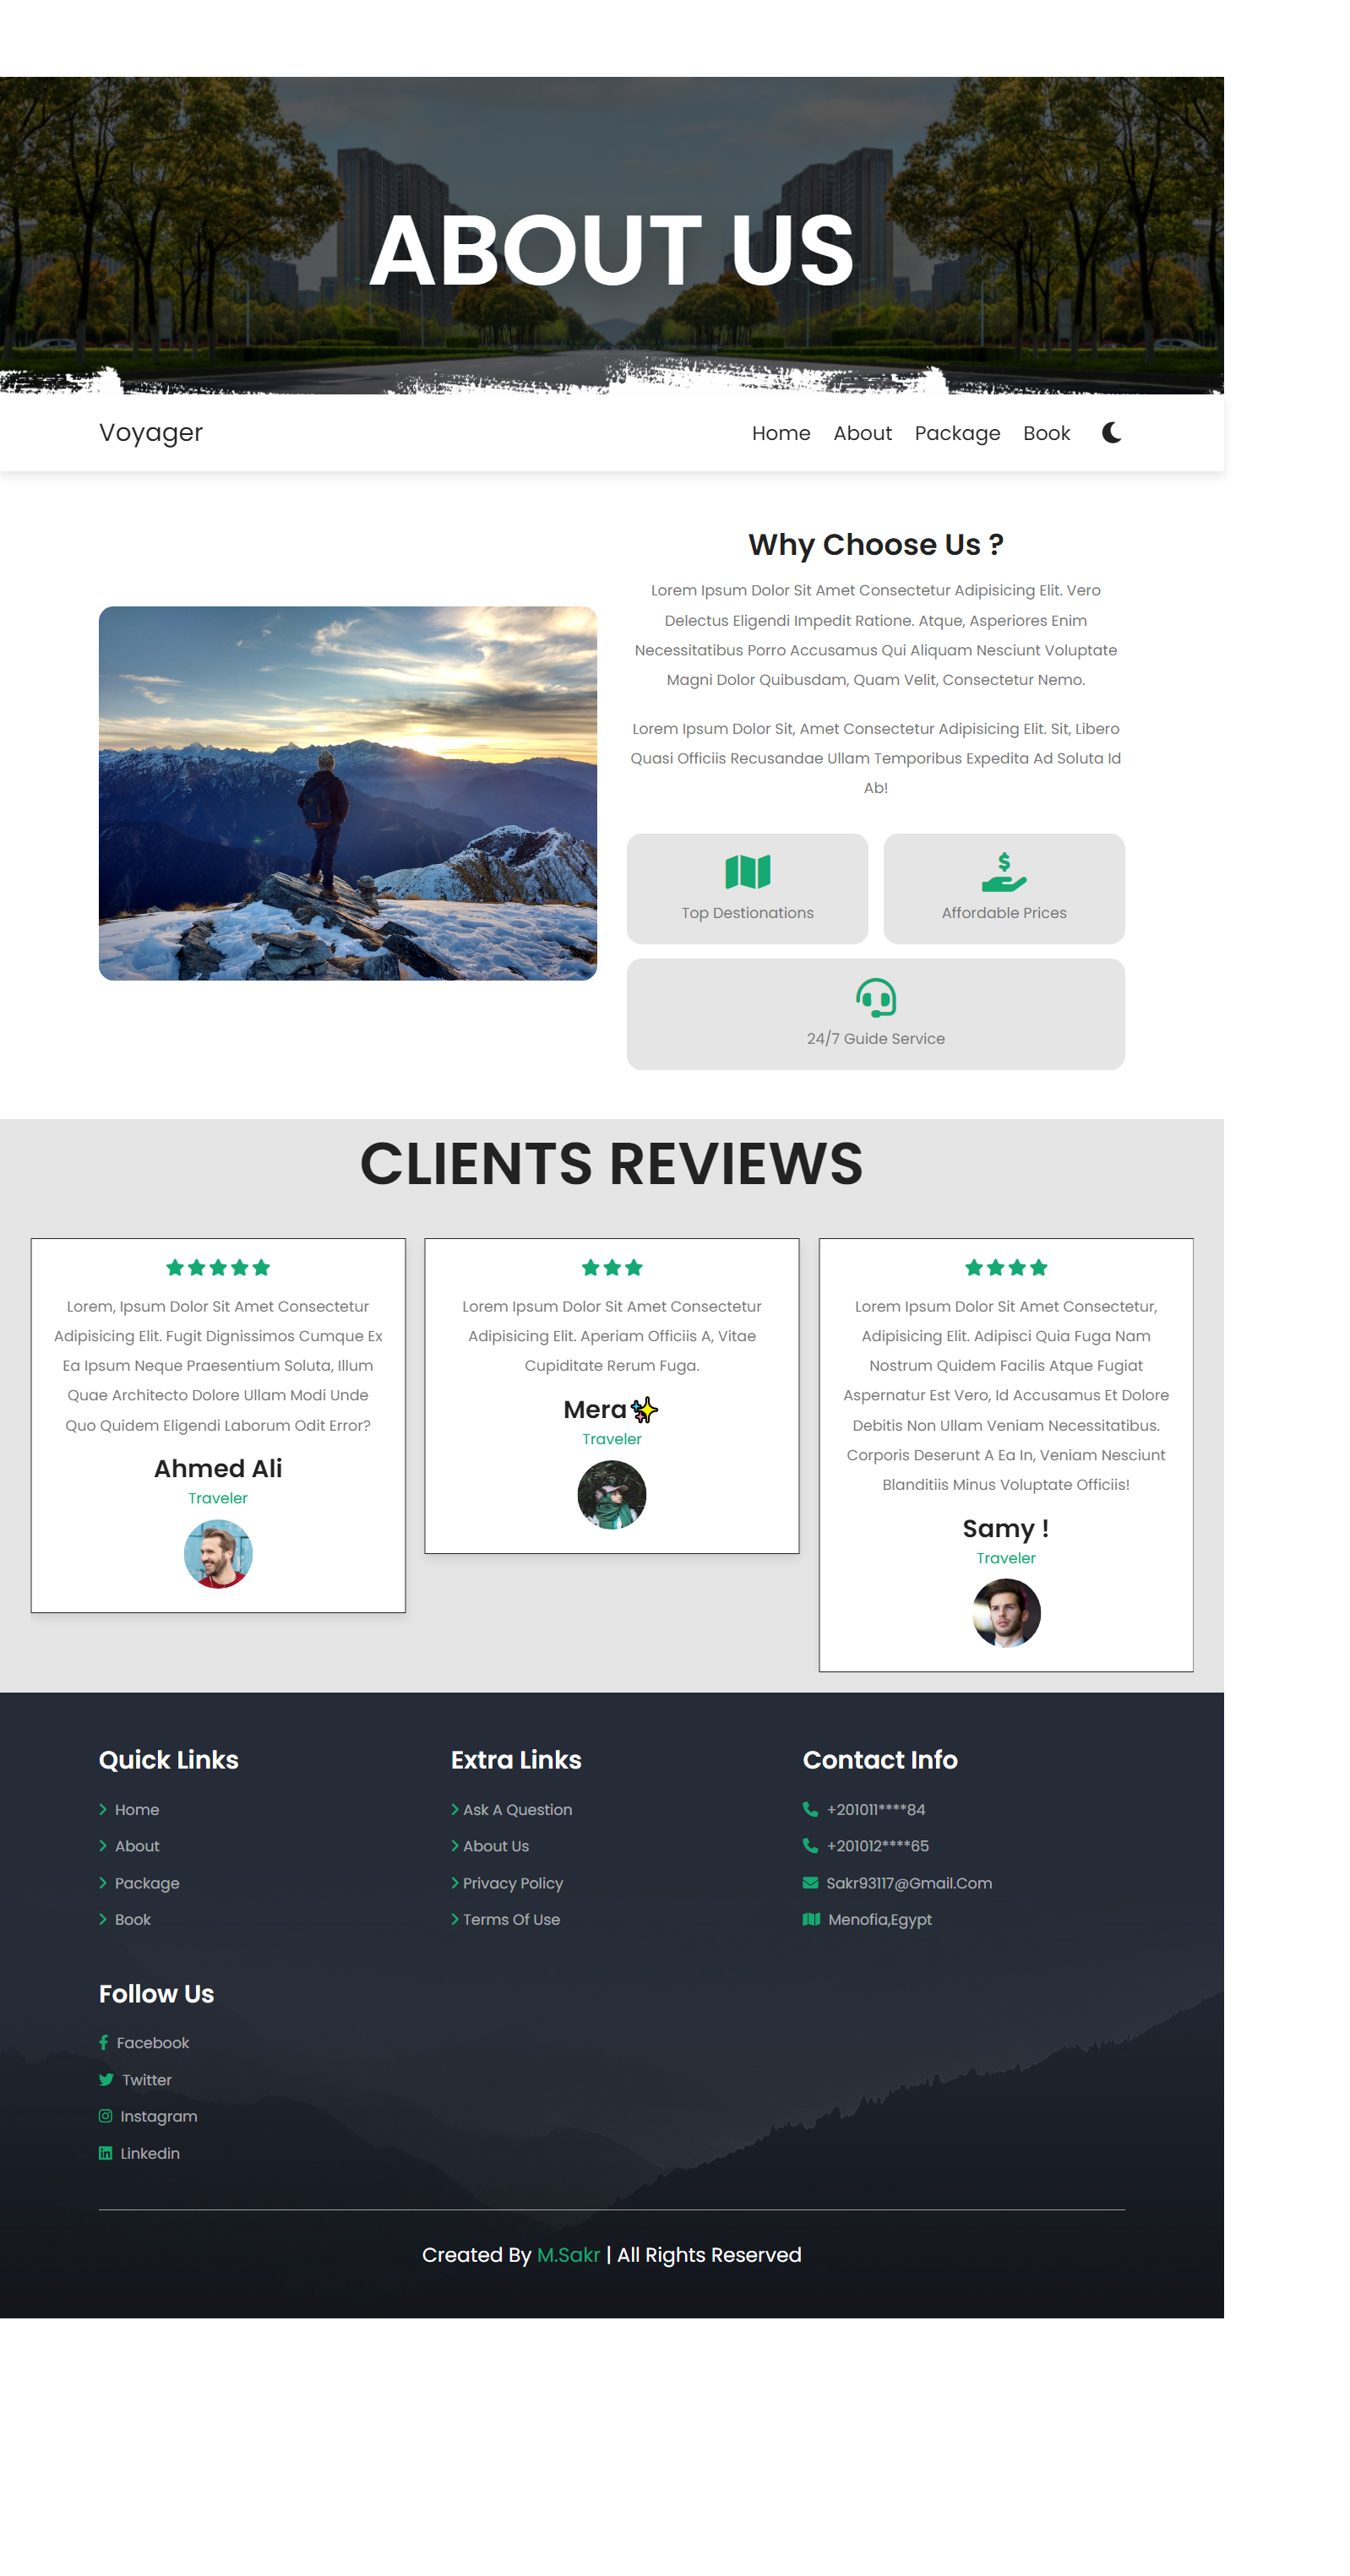 ABOUT US
Voyager
Home About Package Book
Why Choose Us ?
Lorem Ipsum Dolor Sit Amet Consectetur Adipisicing Elit. Vero
Delectus Eligendi Impedit Ratione. Atque, Asperiores Enim
Necessitatibus Porro Accusamus Qui Aliquam Nesciunt Voluptate
Magni Dolor Quibusdam, Quam Velit, Consectetur Nemo.
Lorem Ipsum Dolor Sit, Amet Consectetur Adipisicing Elit. Sit, Libero
Quasi Officiis Recusandae Ullam Temporibus Expedita Ad Soluta Id
Ab!
Top Destionations
Affordable Prices
24/7 Guide Service
CLIENTS REVIEWS
Lorem, Ipsum Dolor Sit Amet Consectetur
Adipisicing Elit. Fugit Dignissimos Cumque Ex
Ea Ipsum Neque Praesentium Soluta, Illum
Quae Architecto Dolore Ullam Modi Unde
Quo Quidem Eligendi Laborum Odit Error?
Ahmed Ali
Traveler
Lorem Ipsum Dolor Sit Amet Consectetur
Adipisicing Elit. Aperiam Officiis A, Vitae
Cupiditate Rerum Fuga.
Mera✨
Traveler
Lorem Ipsum Dolor Sit Amet Consectetur,
Adipisicing Elit. Adipisci Quia Fuga Nam
Nostrum Quidem Facilis Atque Fugiat
Aspernatur Est Vero, Id Accusamus Et Dolore
Debitis Non Ullam Veniam Necessitatibus.
Corporis Deserunt A Ea In, Veniam Nesciunt
Blanditiis Minus Voluptate Officiis!
Samy !
Traveler
Quick Links
Home
About
Package
Book
Extra Links
Ask A Question
About Us
Privacy Policy
Terms Of Use
Contact Info
+201011****84
+201012****65
Sakr93117@Gmail.Com
Menofia,Egypt
Follow Us
Facebook
Twitter
Instagram
Linkedin
Created By M.Sakr | All Rights Reserved